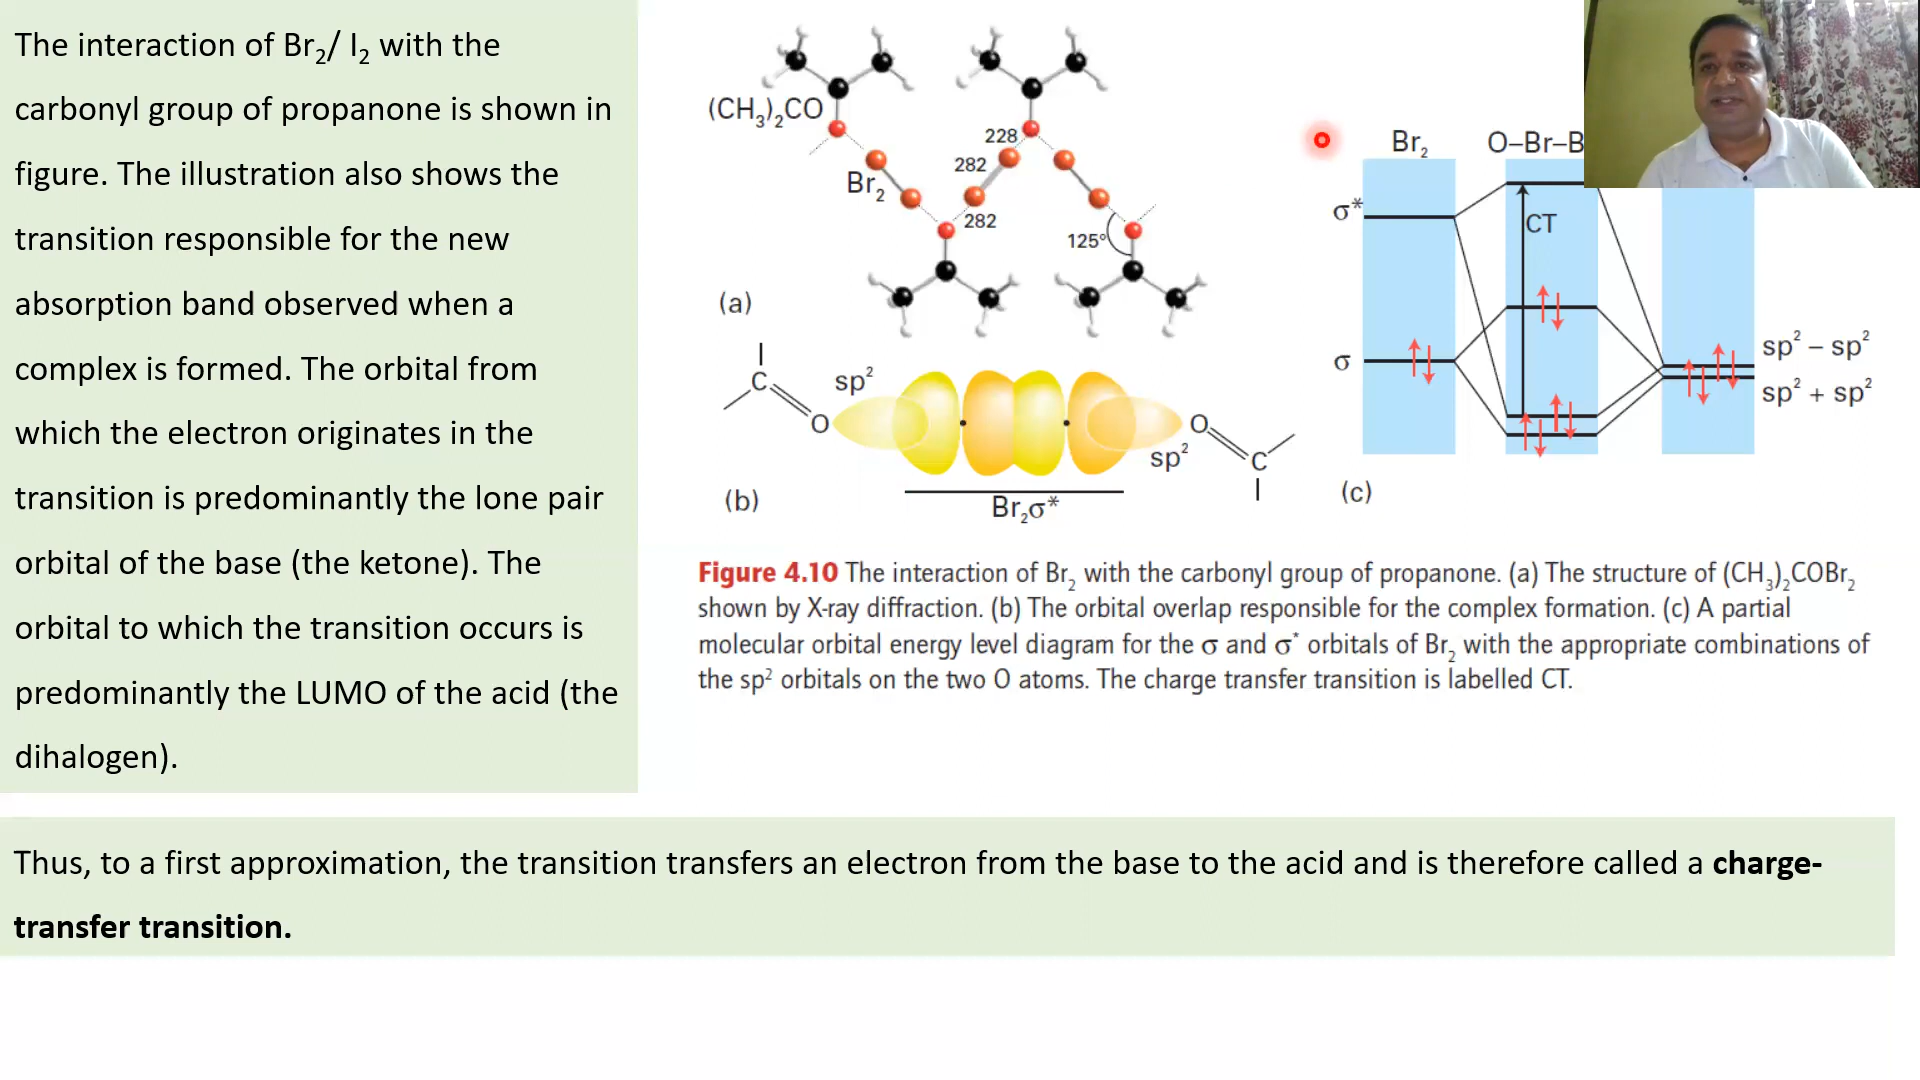 The interaction of Br₂/ I₂ with the
carbonyl group of propanone is shown in
figure. The illustration also shows the
transition responsible for the new
absorption band observed when a
complex is formed. The orbital from
which the electron originates in the
transition is predominantly the lone pair
orbital of the base (the ketone). The
orbital to which the transition occurs is
predominantly the LUMO of the acid (the
dihalogen).
(CH₃)₂CO
Br₂
228
282
282
125°
(a)
C
O
sp²
sp²
O
C
Br₂σ*
(b)
Br₂
O–Br–B
σ*
CT
σ
sp² – sp²
sp² + sp²
(c)
Figure 4.10 The interaction of Br₂ with the carbonyl group of propanone. (a) The structure of (CH₃)₂COBr₂
shown by X-ray diffraction. (b) The orbital overlap responsible for the complex formation. (c) A partial
molecular orbital energy level diagram for the σ and σ* orbitals of Br₂ with the appropriate combinations of
the sp² orbitals on the two O atoms. The charge transfer transition is labelled CT.
Thus, to a first approximation, the transition transfers an electron from the base to the acid and is therefore called a charge-
transfer transition.